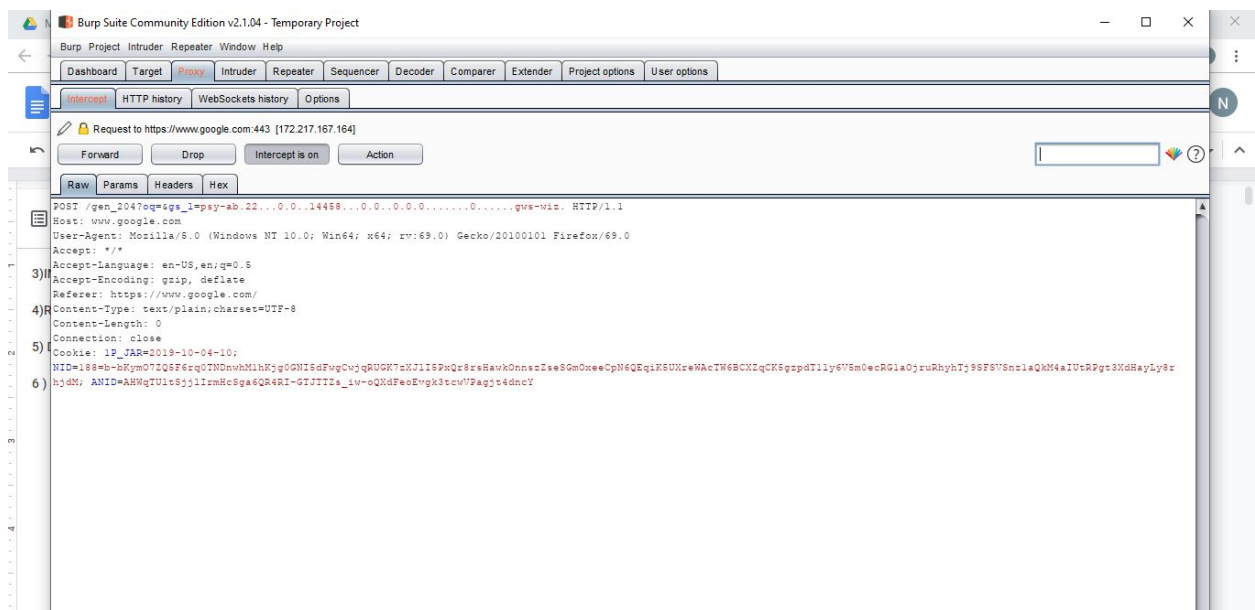 Burp Suite Community Edition v2.1.04 - Temporary Project
Burp Project Intruder Repeater Window Help
Dashboard Target Proxy Intruder Repeater Sequencer Decoder Comparer Extender Project options User options
Intercept HTTP history WebSockets history Options
Request to https://www.google.com:443 [172.217.167.164]
Forward Drop Intercept is on Action
Raw Params Headers Hex
POST /gen_204?oq=&gs_l=psy-ab.22...0.0..14458...0.0..0.0.0.......0......gws-wiz. HTTP/1.1
Host: www.google.com
User-Agent: Mozilla/5.0 (Windows NT 10.0; Win64; x64; rv:69.0) Gecko/20100101 Firefox/69.0
Accept: */*
Accept-Language: en-US,en;q=0.5
Accept-Encoding: gzip, deflate
Referer: https://www.google.com/
Content-Type: text/plain;charset=UTF-8
Content-Length: 0
Connection: close
Cookie: 1P_JAR=2019-10-04-10;
N
3)
4)R
5)
6)